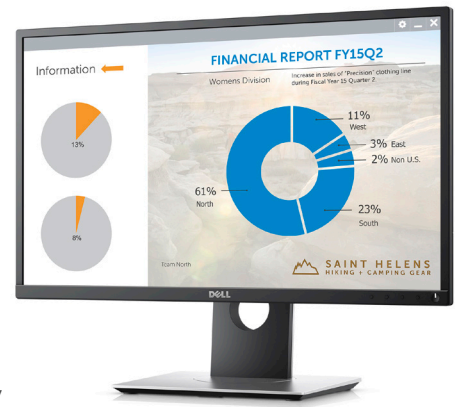 Information
13%
8%
FINANCIAL REPORT FY15Q2
Womens Division
Increase in sales of "Precision" clothing line
during Fiscal Year 15 Quarter 2
11%
West
3% East
2% Non U.S.
61%
North
23%
South
Team North
SAINT HELENS
HIKING + CAMPING GEAR
DELL